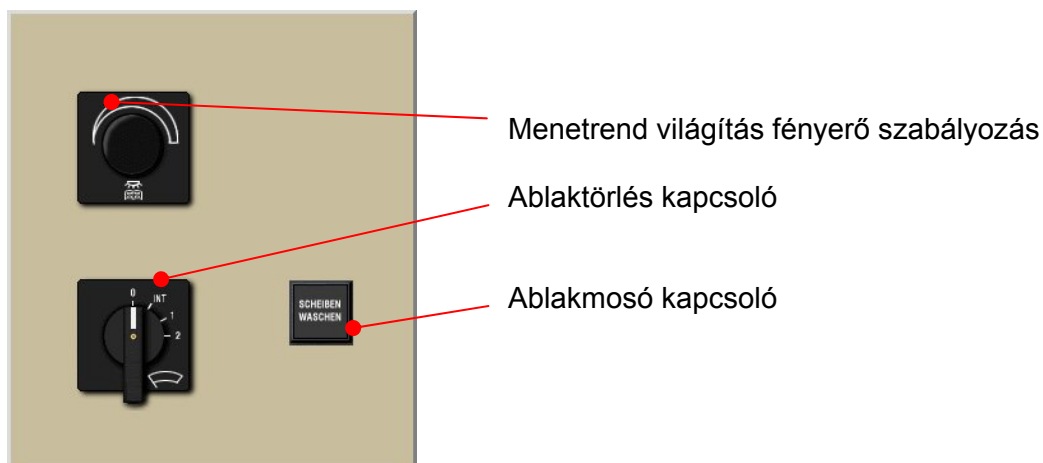 Menetrend világítás fényerő szabályozás
Ablaktörlés kapcsoló
0
INT
1
2
SCHEIBEN
WASCHEN
Ablakmosó kapcsoló